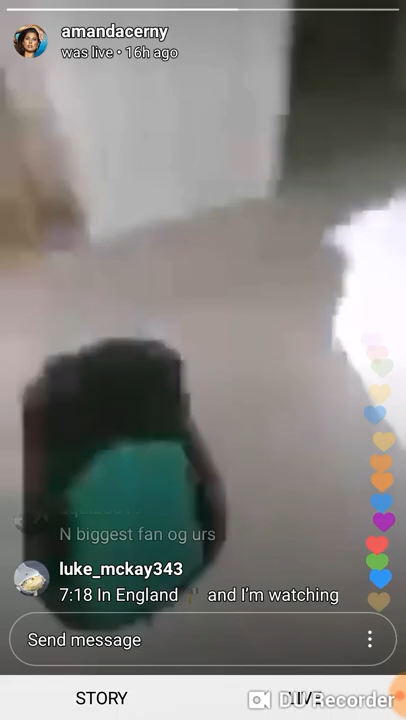 amandacerny
was live • 16h ago
N biggest fan og urs
luke_mckay343
7:18 In England and I'm watching
Send message
STORY
LIVE
DU Recorder